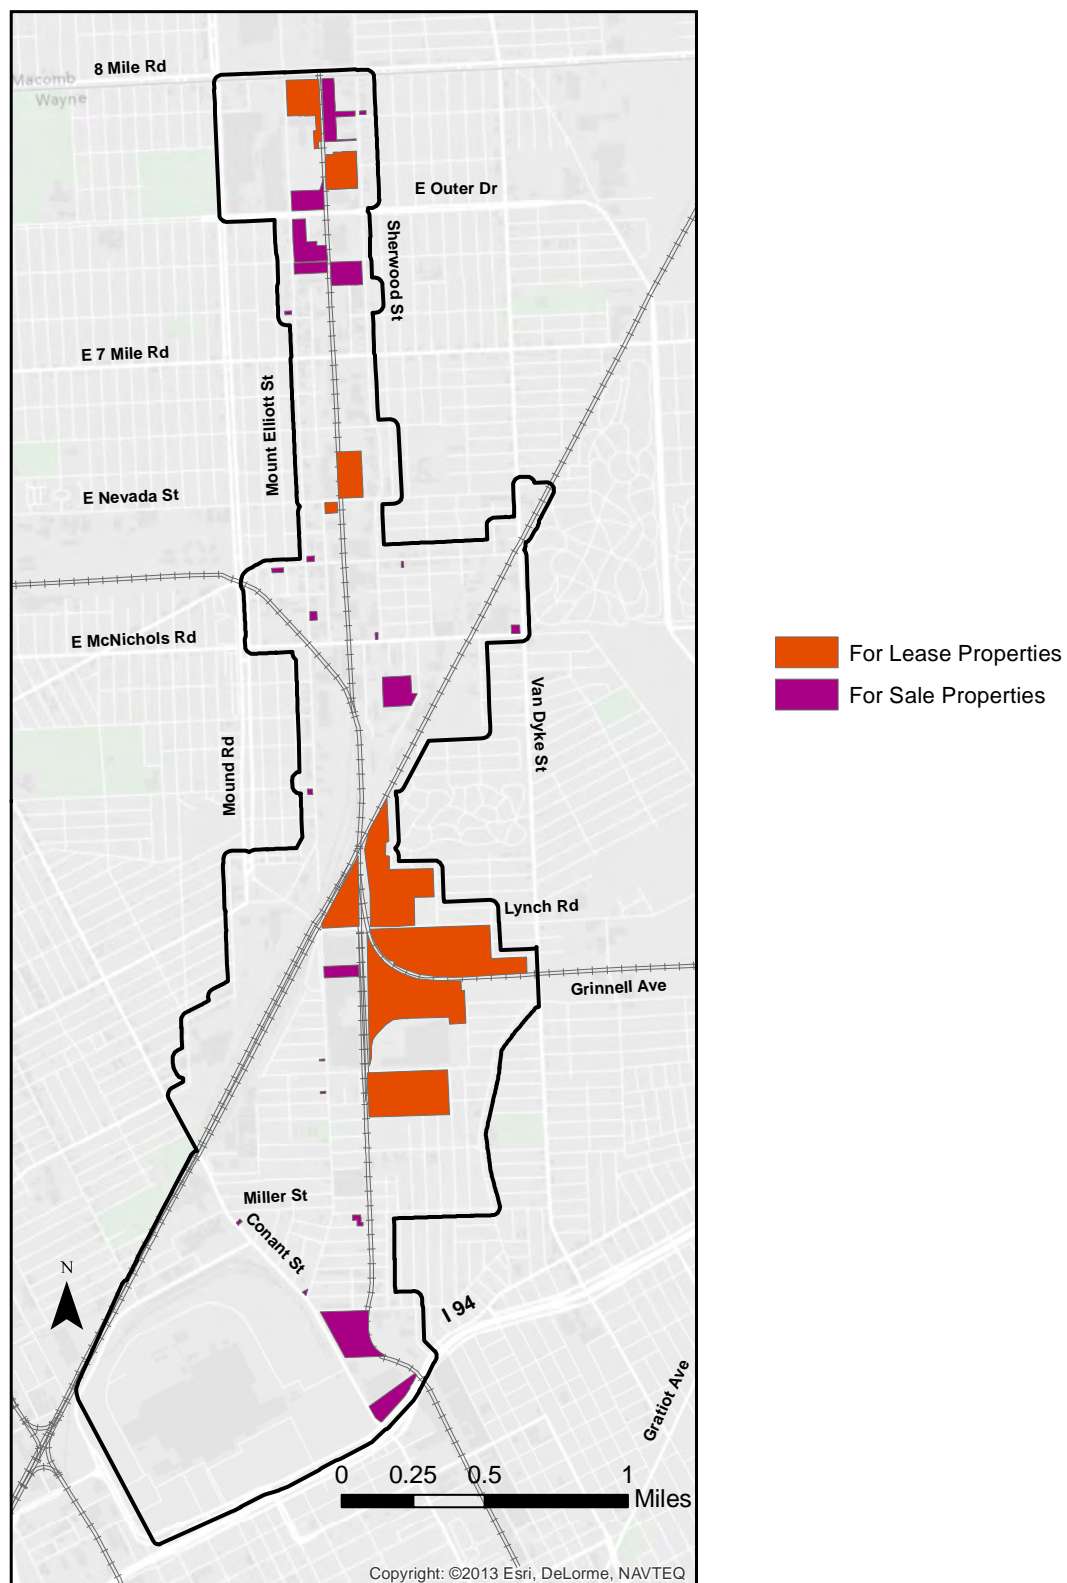 8 Mile Rd
Macomb
Wayne
E Outer Dr
Sherwood St
E 7 Mile Rd
Mount Elliott St
E Nevada St
E McNichols Rd
For Lease Properties
For Sale Properties
Van Dyke St
Mound Rd
Lynch Rd
Grinnell Ave
Miller St
Conant St
N
I 94
Gratiot Ave
0 0.25 0.5 1
Miles
Copyright: ©2013 Esri, DeLorme, NAVTEQ